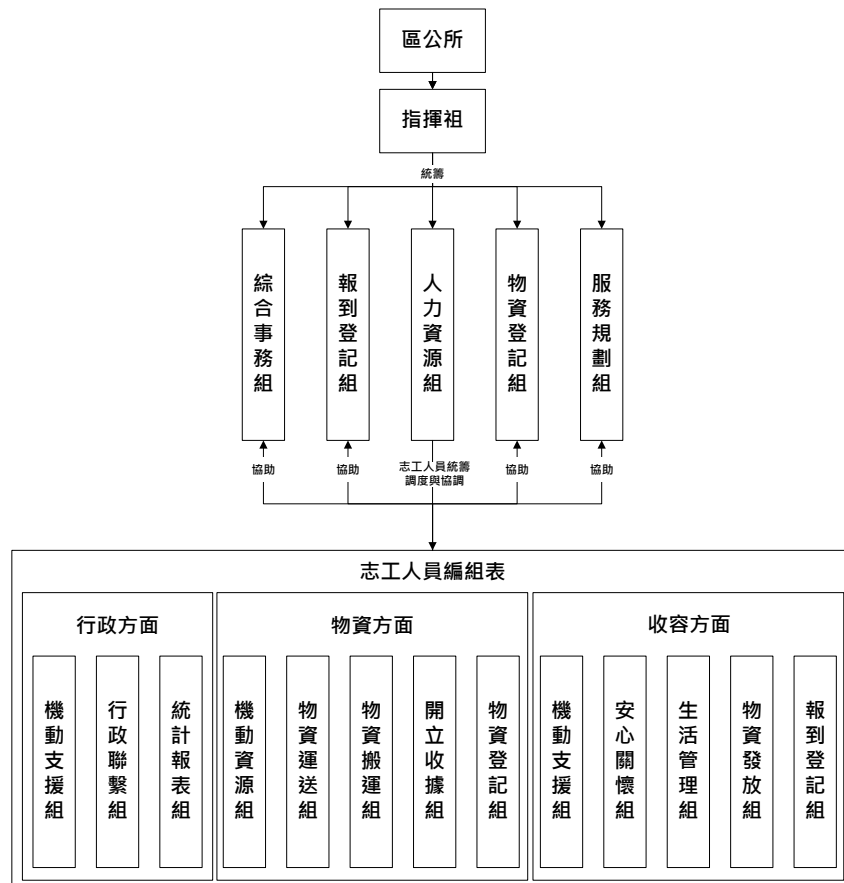 區公所
指揮祖
統籌
綜合事務組
報到登記組
人力資源組
物資登記組
服務規劃組
協助
協助
志工人員統籌
調度與協調
協助
協助
志工人員編組表
行政方面
物資方面
收容方面
機動支援組
行政聯繫組
統計報表組
機動資源組
物資運送組
物資搬運組
開立收據組
物資登記組
機動支援組
安心關懷組
生活管理組
物資發放組
報到登記組